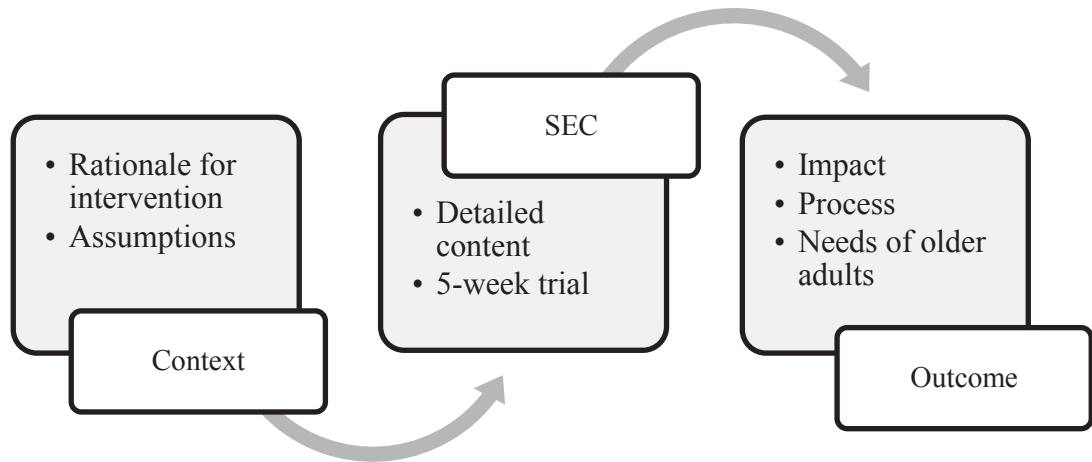 • Rationale for
intervention
• Assumptions
Context
SEC
• Detailed
content
• 5-week trial
• Impact
• Process
• Needs of older
adults
Outcome